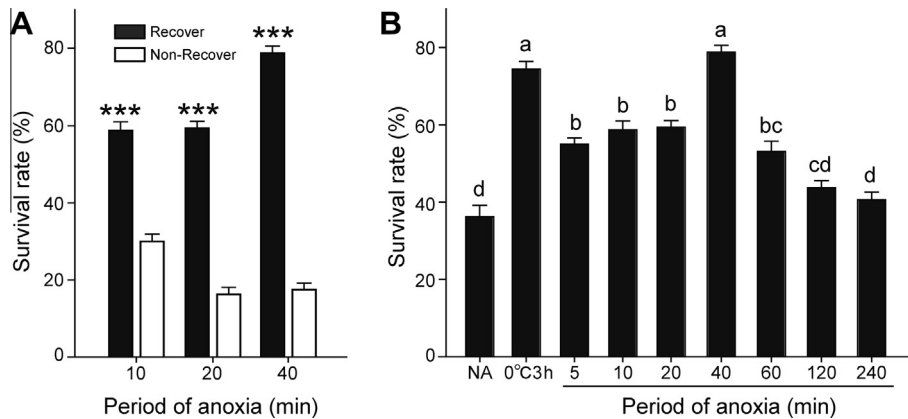 A
Recover
Non-Recover
***
***
***
80
60
40
20
0
Survival rate (%)
10 20 40
Period of anoxia (min)
B
80
60
40
20
0
Survival rate (%)
d a b b b a bc cd d
NA 0°C3h 5 10 20 40 60 120 240
Period of anoxia (min)